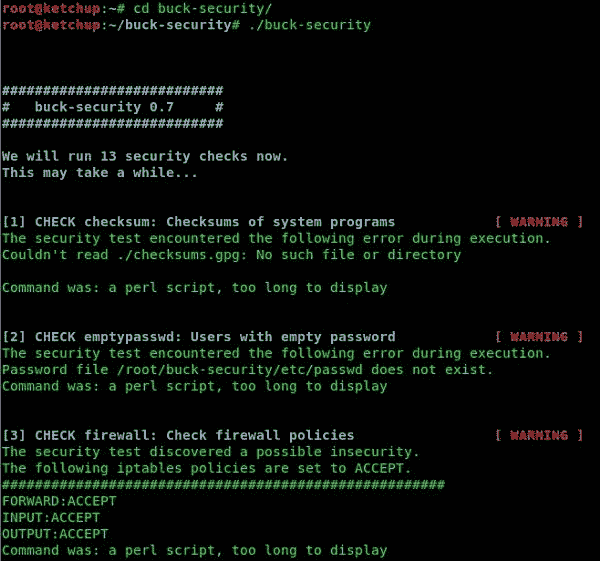 root@ketchup:~# cd buck-security/
root@ketchup:~/buck-security# ./buck-security
###########################
#   buck-security 0.7     #
###########################
We will run 13 security checks now.
This may take a while...
[1] CHECK checksum: Checksums of system programs            [ WARNING ]
The security test encountered the following error during execution.
Couldn't read ./checksums.gpg: No such file or directory
Command was: a perl script, too long to display
[2] CHECK emptypasswd: Users with empty password            [ WARNING ]
The security test encountered the following error during execution.
Password file /root/buck-security/etc/passwd does not exist.
Command was: a perl script, too long to display
[3] CHECK firewall: Check firewall policies                 [ WARNING ]
The security test discovered a possible insecurity.
The following iptables policies are set to ACCEPT.
######################################################
FORWARD:ACCEPT
INPUT:ACCEPT
OUTPUT:ACCEPT
Command was: a perl script, too long to display